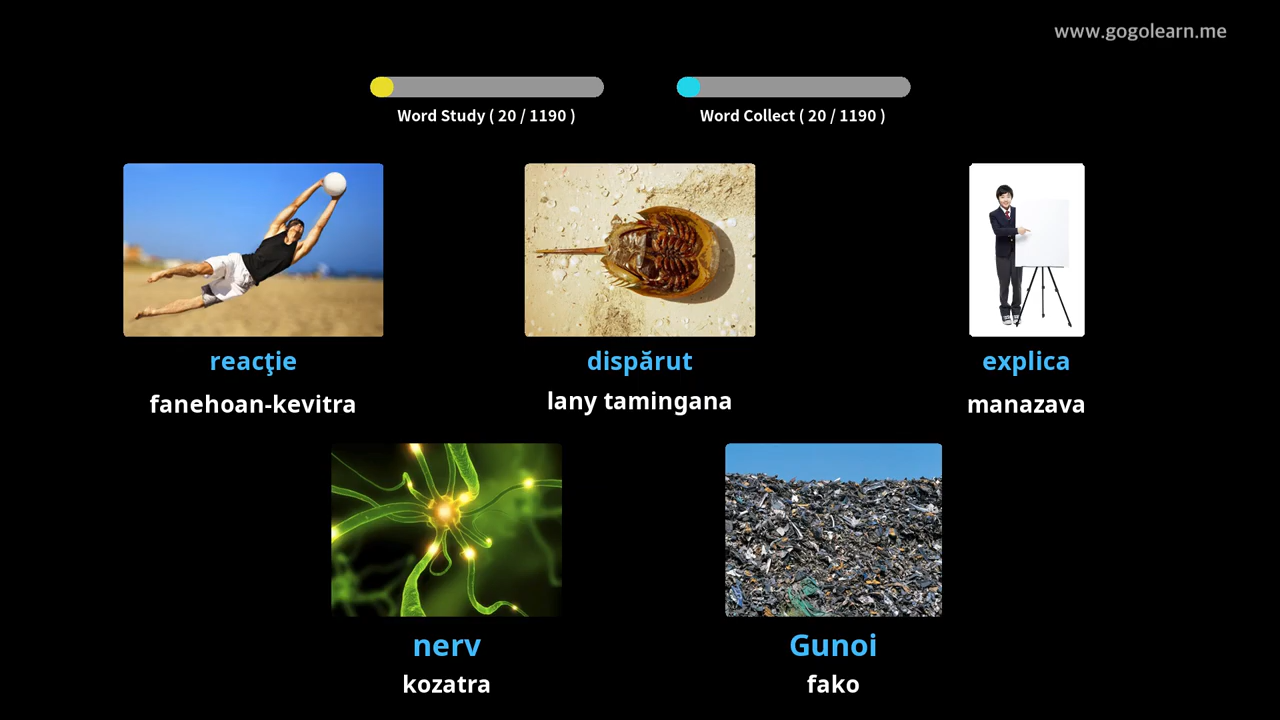 www.gogolearn.me
Word Study ( 20 / 1190 )
Word Collect ( 20 / 1190 )
reacţie
dispărut
explica
fanehoan-kevitra
lany tamingana
manazava
nerv
Gunoi
kozatra
fako